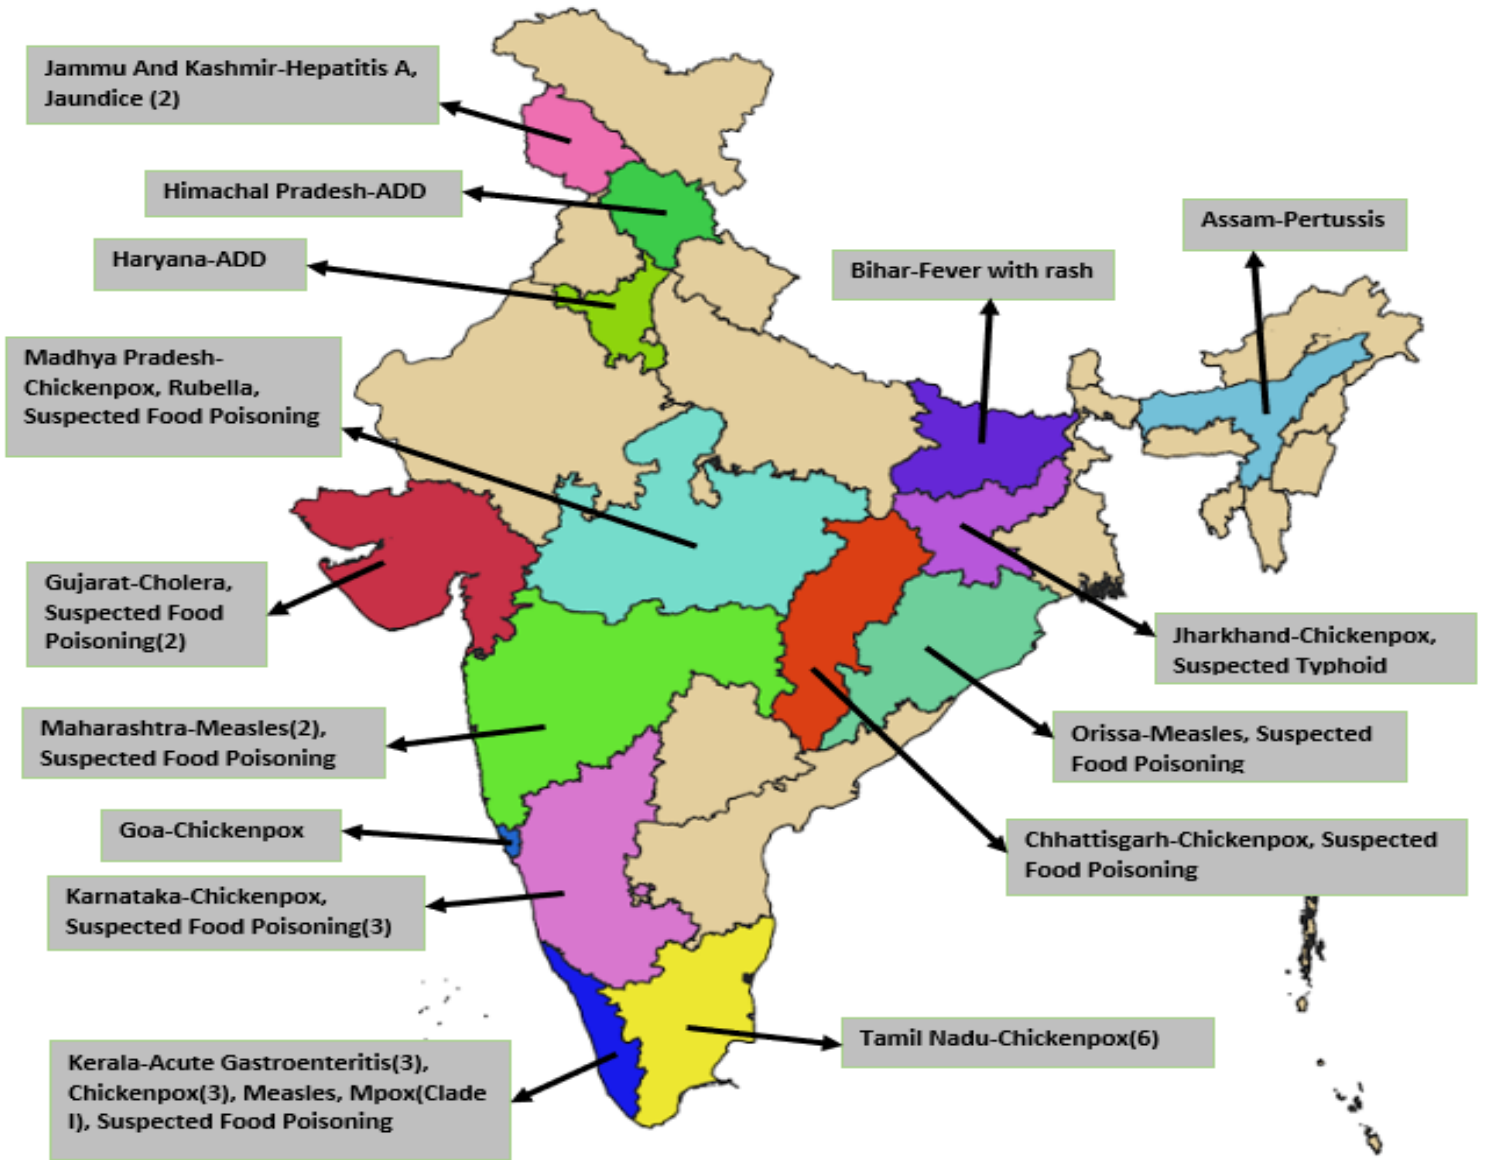 Jammu And Kashmir-Hepatitis A,
Jaundice (2)
Himachal Pradesh-ADD
Haryana-ADD
Madhya Pradesh-
Chickenpox, Rubella,
Suspected Food Poisoning
Gujarat-Cholera,
Suspected Food
Poisoning(2)
Maharashtra-Measles(2),
Suspected Food Poisoning
Goa-Chickenpox
Karnataka-Chickenpox,
Suspected Food Poisoning(3)
Kerala-Acute Gastroenteritis(3),
Chickenpox(3), Measles, Mpox(Clade
I), Suspected Food Poisoning
Assam-Pertussis
Bihar-Fever with rash
Jharkhand-Chickenpox,
Suspected Typhoid
Orissa-Measles, Suspected
Food Poisoning
Chhattisgarh-Chickenpox, Suspected
Food Poisoning
Tamil Nadu-Chickenpox(6)